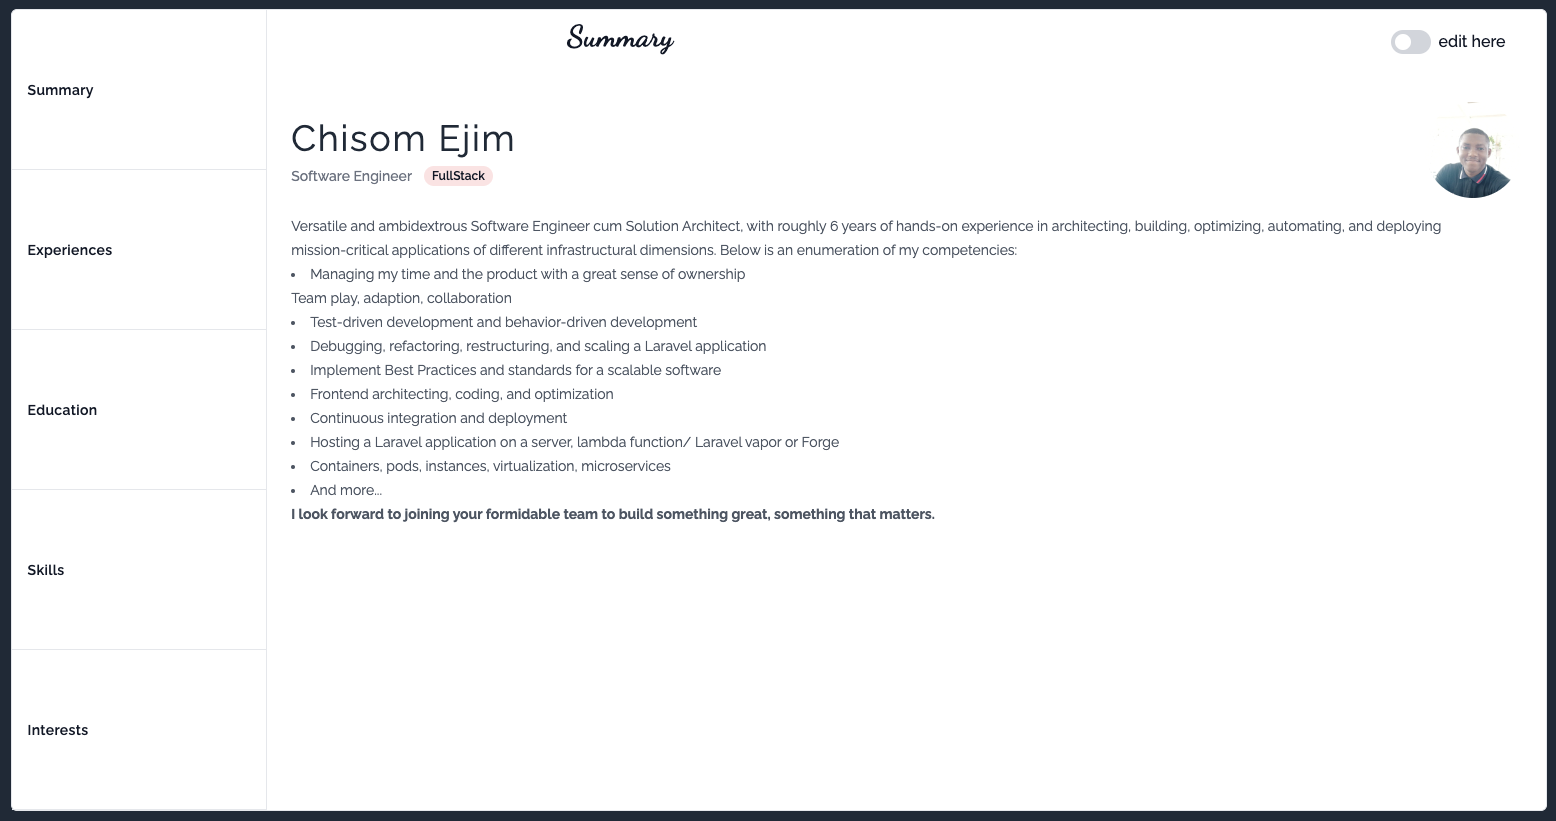 Summary
Experiences
Education
Skills
Interests
Summary
edit here
Chisom Ejim
Software Engineer FullStack
Versatile and ambidextrous Software Engineer cum Solution Architect, with roughly 6 years of hands-on experience in architecting, building, optimizing, automating, and deploying
mission-critical applications of different infrastructural dimensions. Below is an enumeration of my competencies:
• Managing my time and the product with a great sense of ownership
Team play, adaption, collaboration
• Test-driven development and behavior-driven development
• Debugging, refactoring, restructuring, and scaling a Laravel application
• Implement Best Practices and standards for a scalable software
• Frontend architecting, coding, and optimization
• Continuous integration and deployment
• Hosting a Laravel application on a server, lambda function/ Laravel vapor or Forge
• Containers, pods, instances, virtualization, microservices
• And more...
I look forward to joining your formidable team to build something great, something that matters.